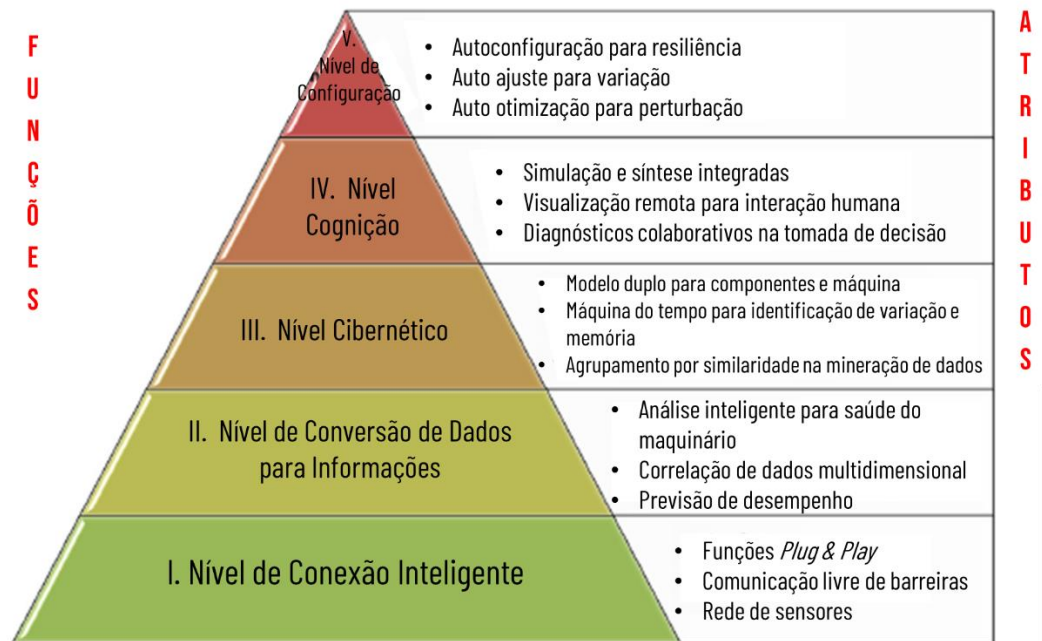 FUNÇÕES
ATRIBUTOS
V.
Nível de
Configuração
• Autoconfiguração para resiliência
• Auto ajuste para variação
• Auto otimização para perturbação
IV. Nível
Cognição
• Simulação e síntese integradas
• Visualização remota para interação humana
• Diagnósticos colaborativos na tomada de decisão
III. Nível Cibernético
• Modelo duplo para componentes e máquina
• Máquina do tempo para identificação de variação e
memória
• Agrupamento por similaridade na mineração de dados
II. Nível de Conversão de Dados
para Informações
• Análise inteligente para saúde do
maquinário
• Correlação de dados multidimensional
• Previsão de desempenho
I. Nível de Conexão Inteligente
• Funções Plug & Play
• Comunicação livre de barreiras
• Rede de sensores